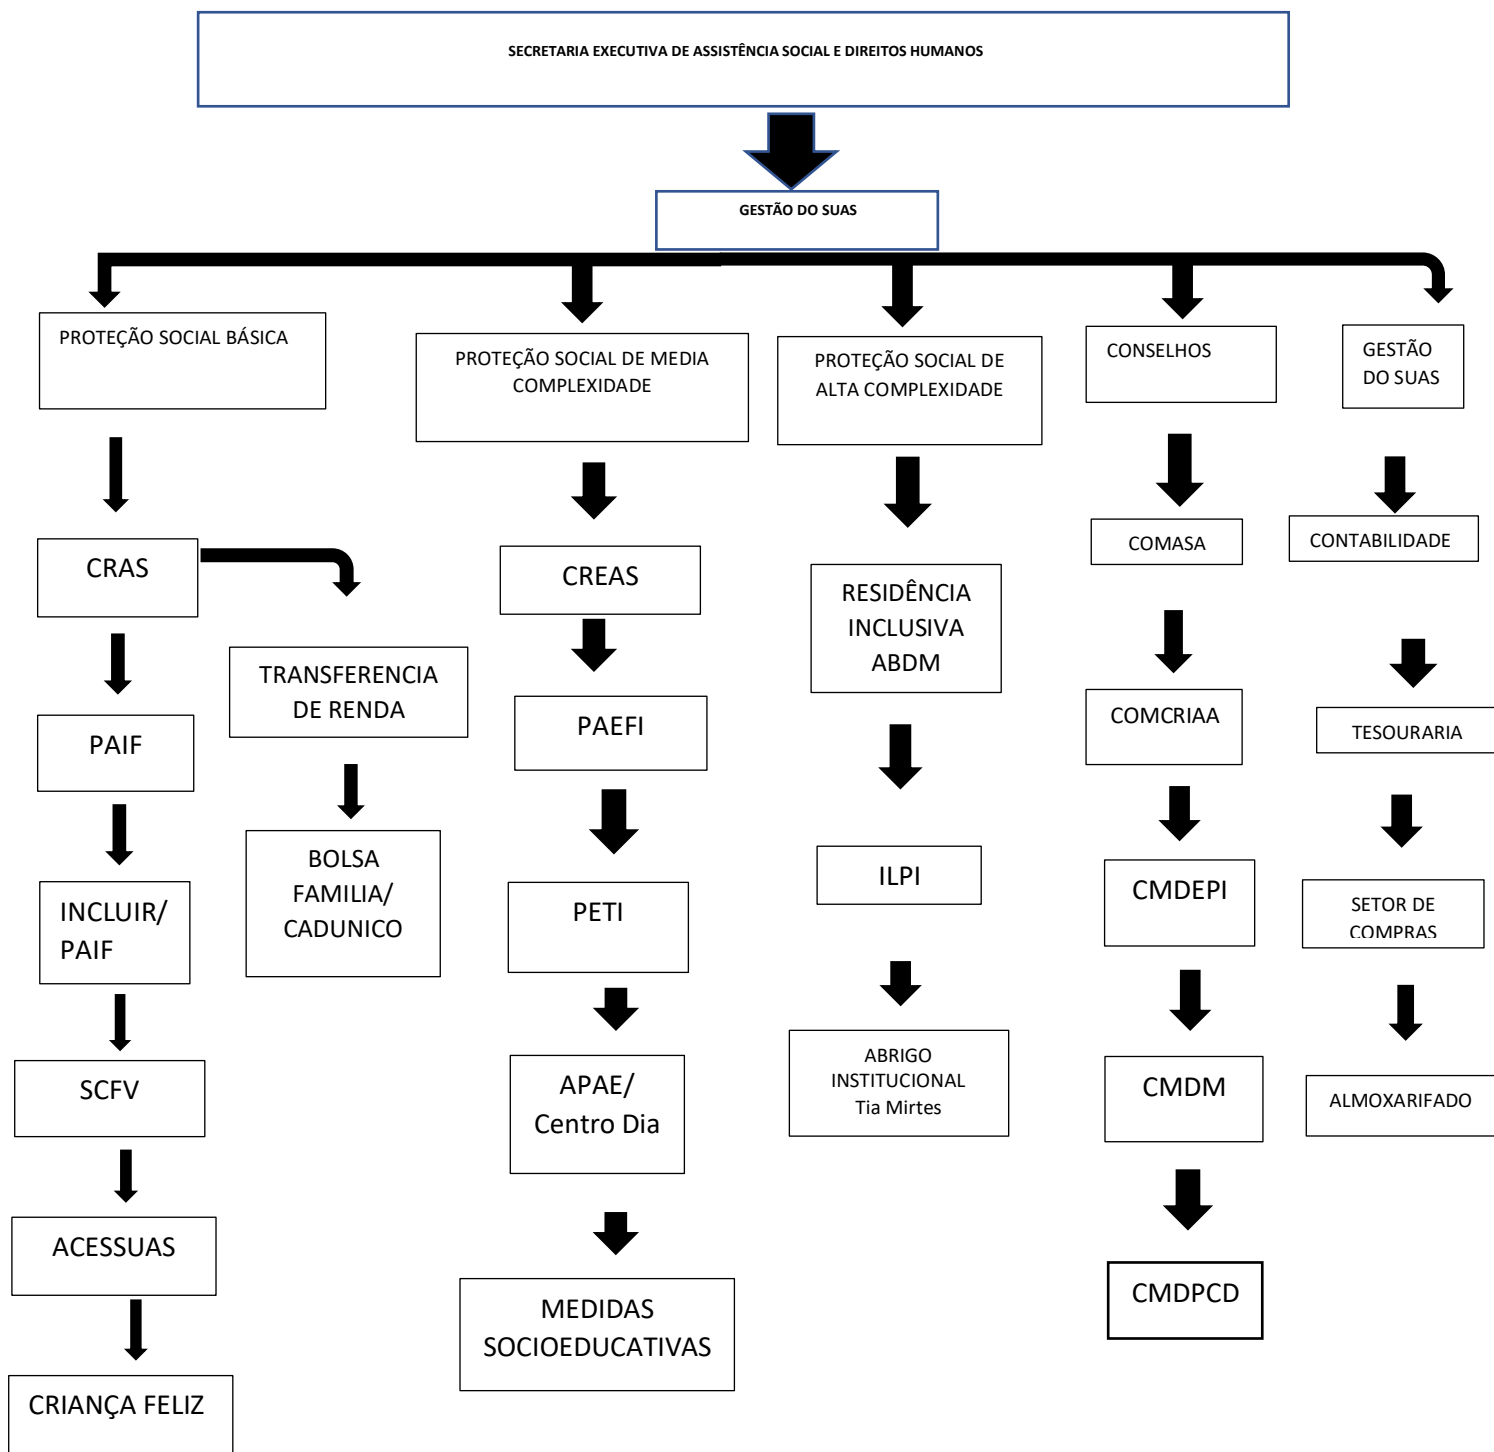 SECRETARIA EXECUTIVA DE ASSISTÊNCIA SOCIAL E DIREITOS HUMANOS
GESTÃO DO SUAS
PROTEÇÃO SOCIAL BÁSICA
PROTEÇÃO SOCIAL DE MEDIA
COMPLEXIDADE
PROTEÇÃO SOCIAL DE
ALTA COMPLEXIDADE
CONSELHOS
GESTÃO
DO SUAS
CRAS
TRANSFERENCIA
DE RENDA
PAIF
BOLSA
FAMILIA/
CADUNICO
INCLUIR/
PAIF
SCFV
ACESSUAS
CRIANÇA FELIZ
CREAS
PAEFI
PETI
APAE/
Centro Dia
MEDIDAS
SOCIOEDUCATIVAS
RESIDÊNCIA
INCLUSIVA
ABDM
ILPI
ABRIGO
INSTITUCIONAL
Tia Mirtes
COMASA
COMCRIAA
CMDEPI
CMDM
CMDPCD
CONTABILIDADE
TESOURARIA
SETOR DE
COMPRAS
ALMOXARIFADO